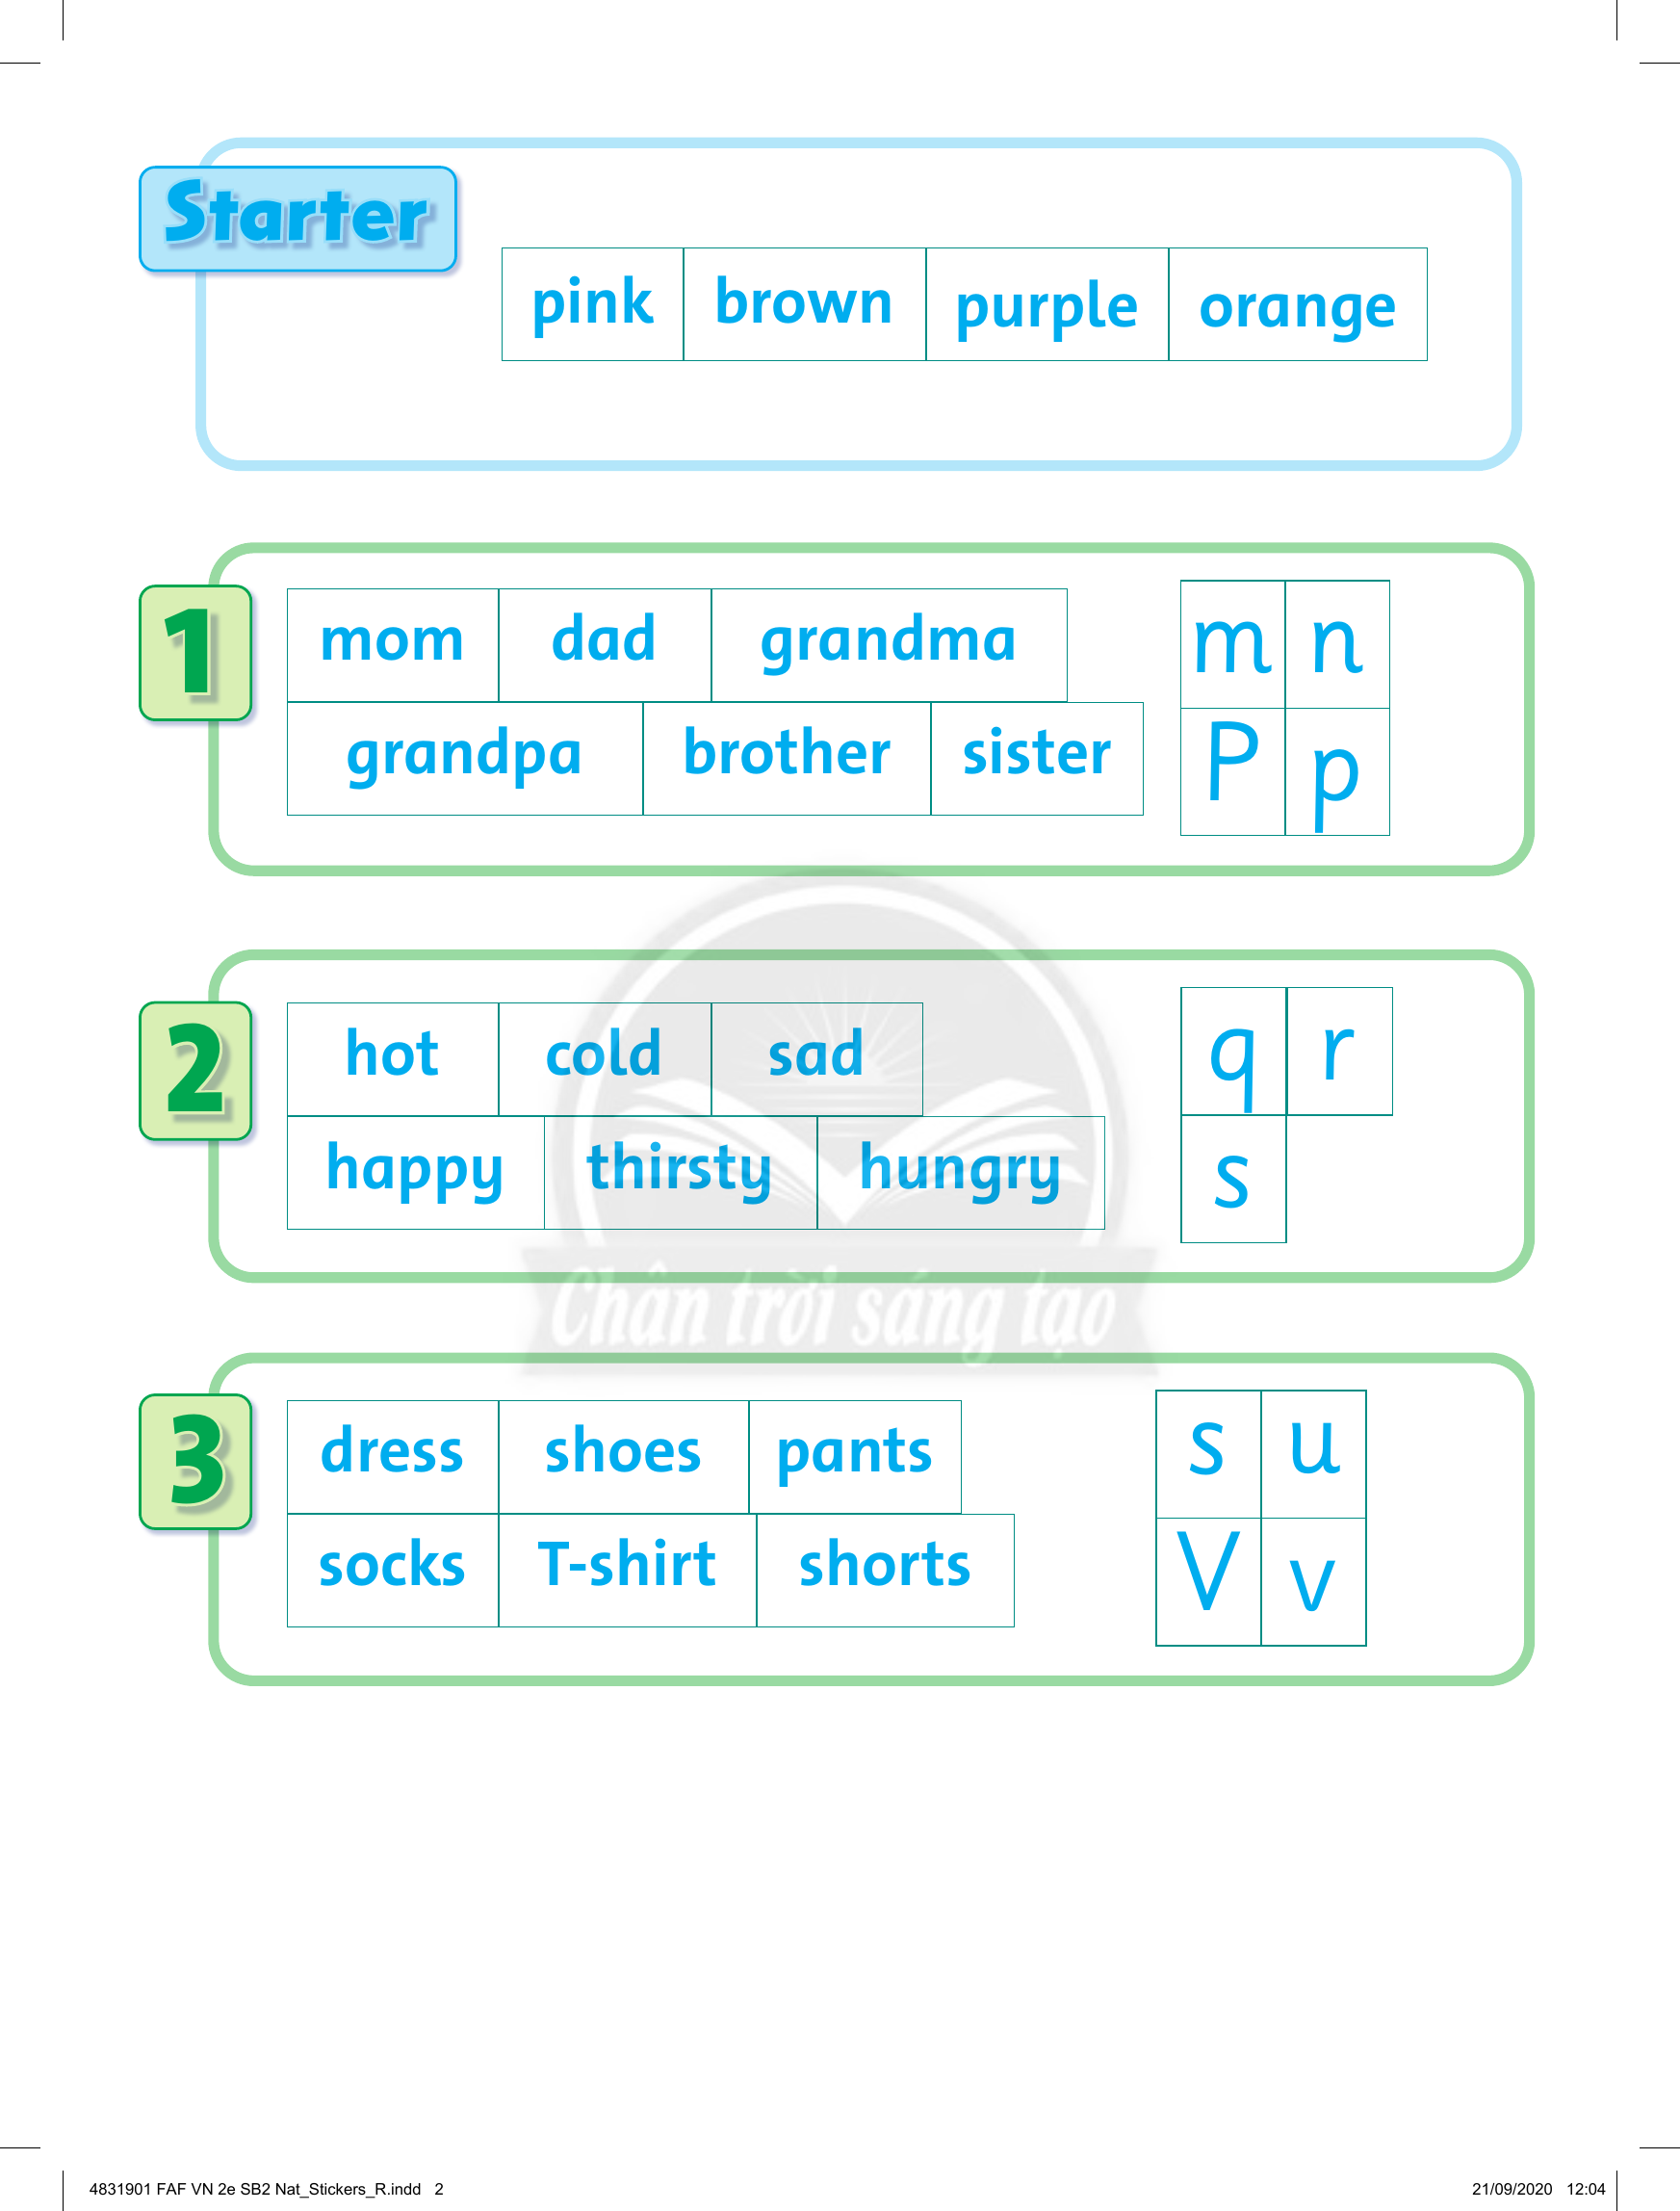 Starter
pink brown purple orange
1
mom dad grandma
grandpa brother sister
m n
P p
2
hot cold sad
happy thirsty hungry
q r
s
Chân trời sáng tạo
3
dress shoes pants
socks T-shirt shorts
s u
V v
4831901 FAF VN 2e SB2 Nat_Stickers_R.indd 2
21/09/2020 12:04